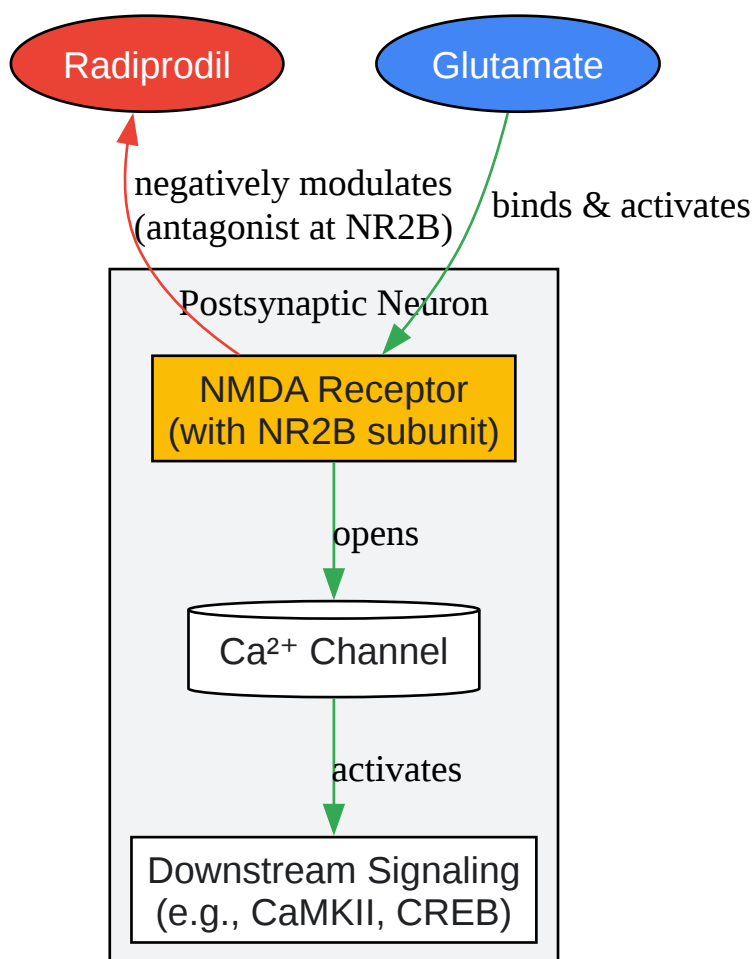 Radiprodil
Glutamate
negatively modulates
(antagonist at NR2B)
binds & activates
Postsynaptic Neuron
NMDA Receptor
(with NR2B subunit)
opens
Ca²⁺ Channel
activates
Downstream Signaling
(e.g., CaMKII, CREB)